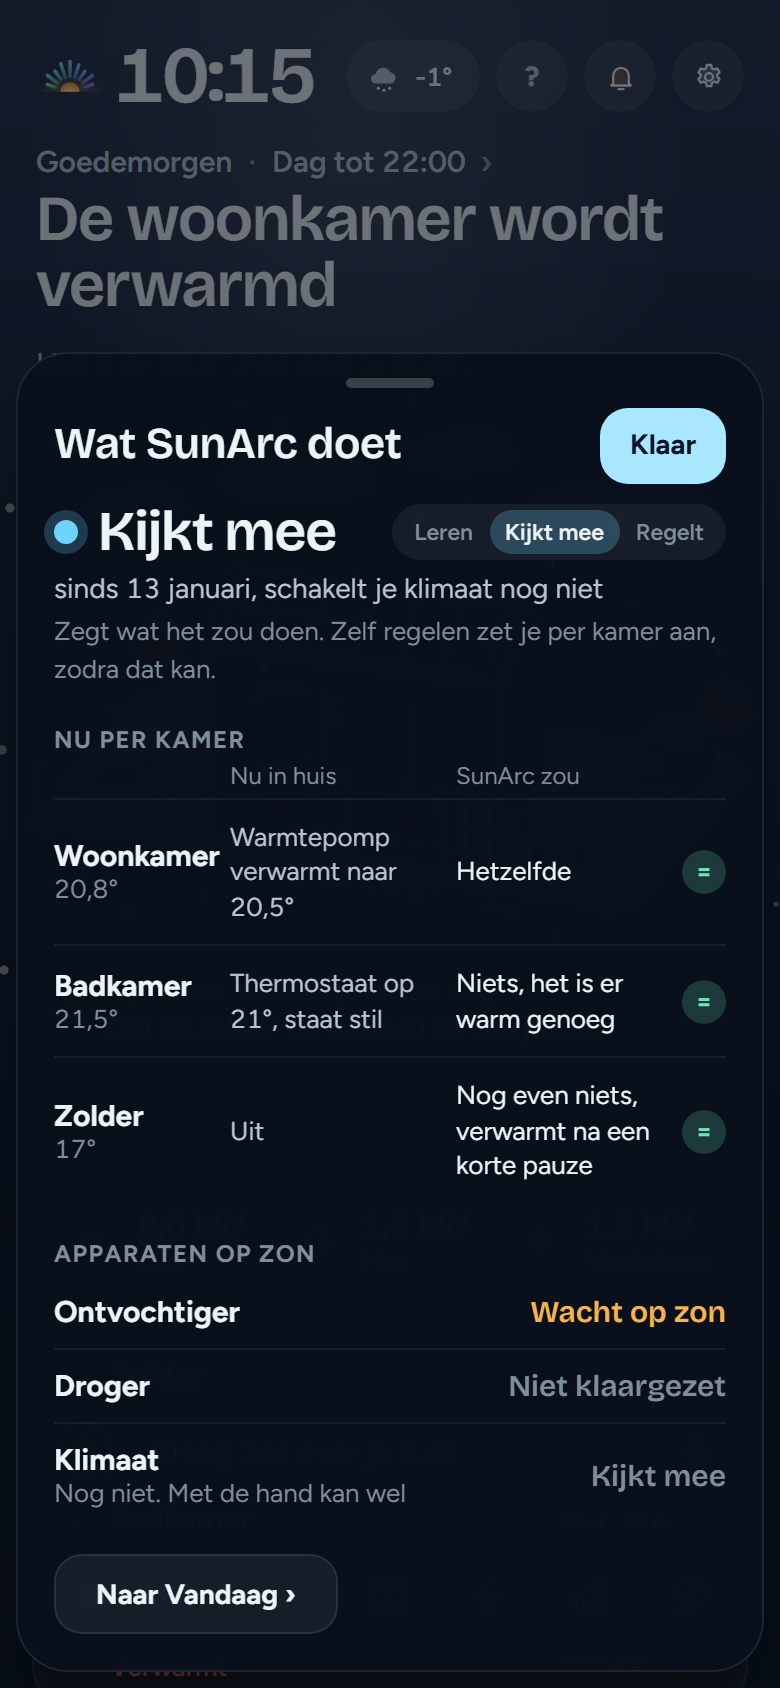 10:15
-1°
?
Goedemorgen · Dag tot 22:00 ›
De woonkamer wordt
verwarmd
Wat SunArc doet
Klaar
Kijkt mee
Leren
Kijkt mee
Regelt
sinds 13 januari, schakelt je klimaat nog niet
Zegt wat het zou doen. Zelf regelen zet je per kamer aan,
zodra dat kan.
NU PER KAMER
Nu in huis
SunArc zou
Woonkamer
20,8°
Warmtepomp
verwarmt naar
20,5°
Hetzelfde
=
Badkamer
21,5°
Thermostaat op
21°, staat stil
Niets, het is er
warm genoeg
=
Zolder
17°
Uit
Nog even niets,
verwarmt na een
korte pauze
=
APPARATEN OP ZON
Ontvochtiger
Wacht op zon
Droger
Niet klaargezet
Klimaat
Nog niet. Met de hand kan wel
Kijkt mee
Naar Vandaag ›